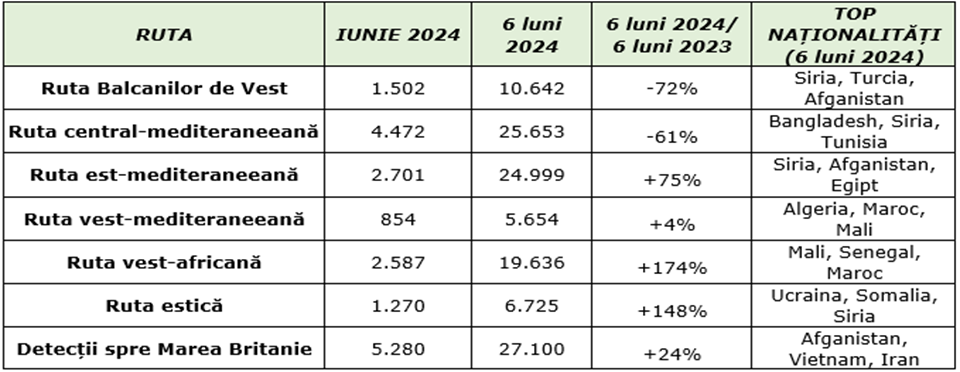 RUTA
IUNIE 2024
6 luni
2024
6 luni 2024/
6 luni 2023
TOP
NAȚIONALITĂȚI
(6 luni 2024)
Ruta Balcanilor de Vest
1.502
10.642
-72%
Siria, Turcia,
Afganistan
Ruta central-mediteraneeană
4.472
25.653
-61%
Bangladesh, Siria,
Tunisia
Ruta est-mediteraneeană
2.701
24.999
+75%
Siria, Afganistan,
Egipt
Ruta vest-mediteraneeană
854
5.654
+4%
Algeria, Maroc,
Mali
Ruta vest-africană
2.587
19.636
+174%
Mali, Senegal,
Maroc
Ruta estică
1.270
6.725
+148%
Ucraina, Somalia,
Siria
Detecții spre Marea Britanie
5.280
27.100
+24%
Afganistan,
Vietnam, Iran